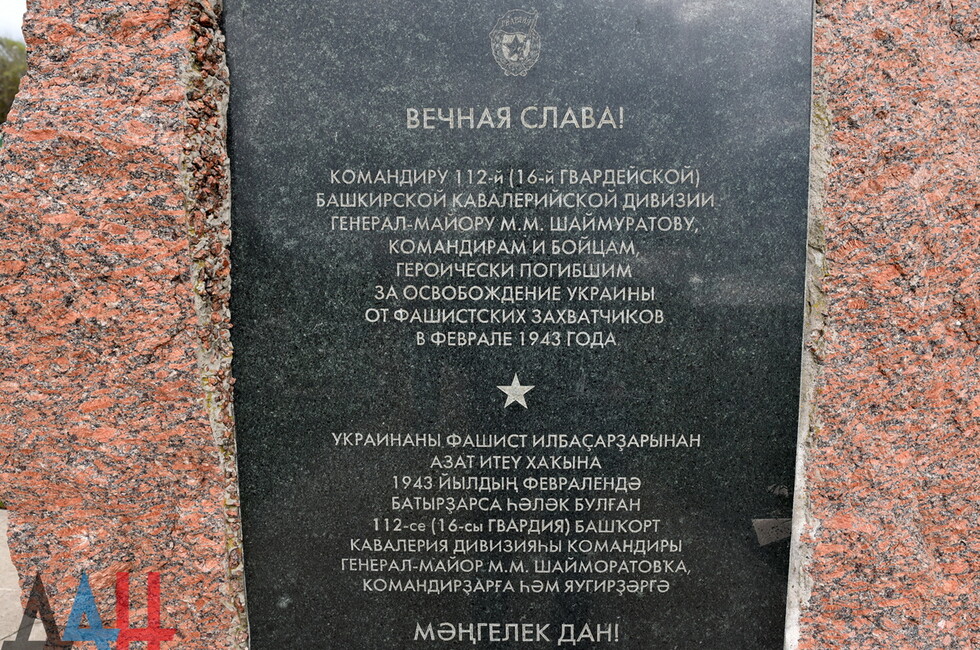 ГВАРДИЯ
ВЕЧНАЯ СЛАВА!
КОМАНДИРУ 112-й (16-й ГВАРДЕЙСКОЙ)
БАШКИРСКОЙ КАВАЛЕРИЙСКОЙ ДИВИЗИИ
ГЕНЕРАЛ-МАЙОРУ М.М. ШАЙМУРАТОВУ,
КОМАНДИРАМ И БОЙЦАМ,
ГЕРОИЧЕСКИ ПОГИБШИМ
ЗА ОСВОБОЖДЕНИЕ УКРАИНЫ
ОТ ФАШИСТСКИХ ЗАХВАТЧИКОВ
В ФЕВРАЛЕ 1943 ГОДА.
УКРАИНАНЫ ФАШИСТ ИЛБАҪАРҘАРЫНАН
АЗАТ ИТЕҮ ХАҠЫНА
1943 ЙЫЛДЫҢ ФЕВРАЛЕНДӘ
БАТЫРҘАРСА ҺӘЛӘК БУЛҒАН
112-се (16-сы ГВАРДИЯ) БАШҠОРТ
КАВАЛЕРИЯ ДИВИЗИЯҺЫ КОМАНДИРЫ
ГЕНЕРАЛ-МАЙОР М.М. ШАЙМОРАТОВҠА,
КОМАНДИРҘАРҒА ҺӘМ ЯУГИРҘӘРГӘ
МӘҢГЕЛЕК ДАН!
ДАН